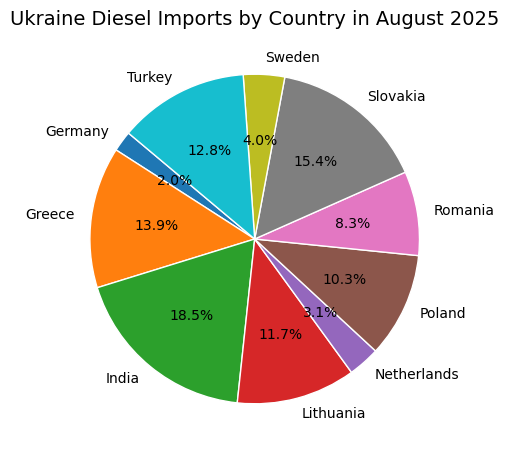 Ukraine Diesel Imports by Country in August 2025
Sweden
Turkey
Slovakia
Germany
4.0%
12.8%
15.4%
2.0%
Greece
Romania
13.9%
8.3%
10.3%
18.5%
3.1%
Poland
11.7%
India
Netherlands
Lithuania